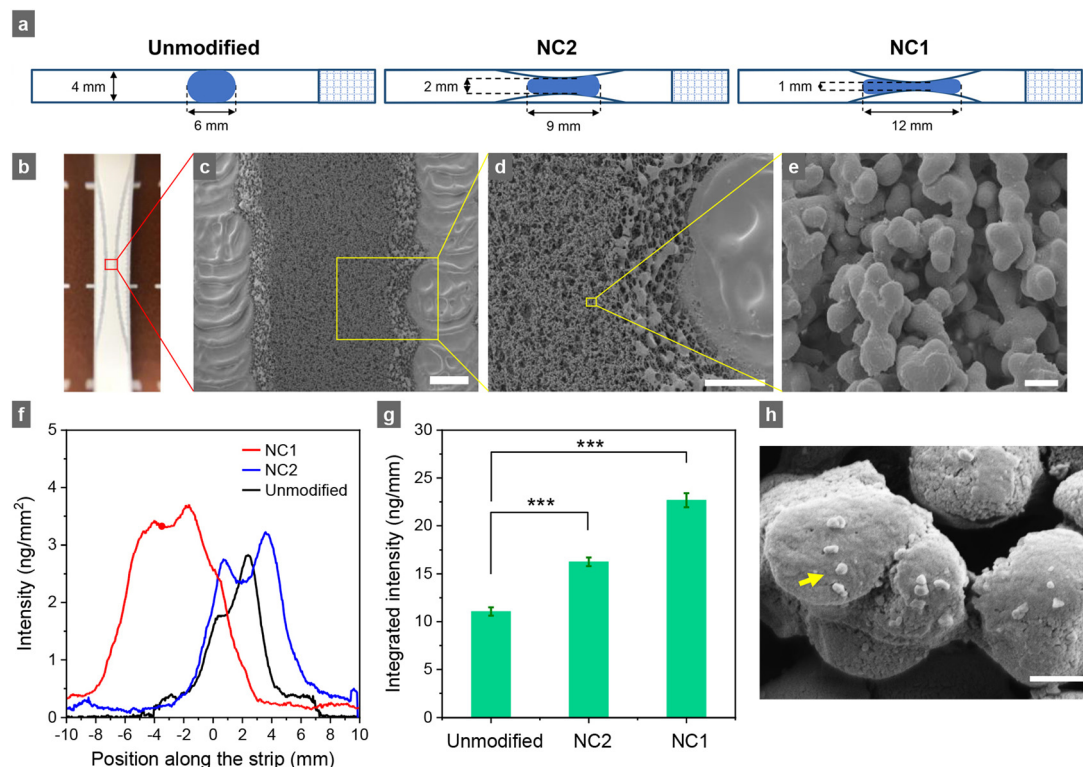 a
Unmodified
NC2
NC1
4 mm
2 mm
1 mm
6 mm
9 mm
12 mm
b
c
d
e
f
Intensity (ng/mm²)
5
4
3
2
1
0
NC1
NC2
Unmodified
-10 -8 -6 -4 -2 0 2 4 6 8 10
Position along the strip (mm)
g
Integrated intensity (ng/mm)
30
25
20
15
10
5
0
***
***
Unmodified NC2 NC1
h